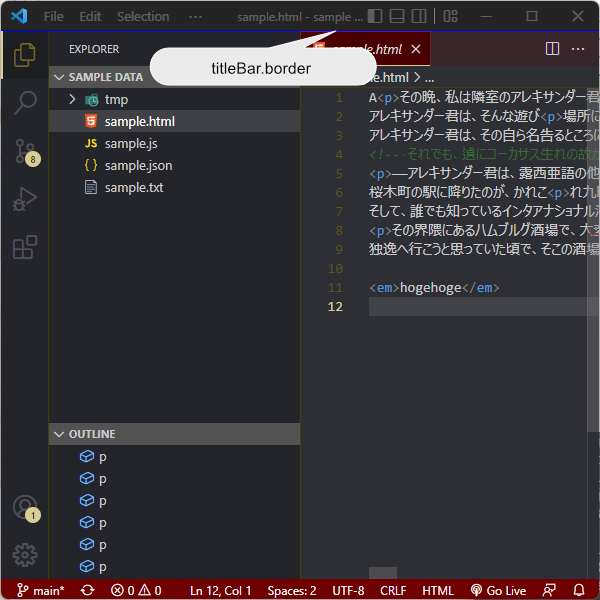 File Edit Selection ··· sample.html - sample ...
titleBar.border
EXPLORER
SAMPLE DATA
tmp
sample.html
sample.js
sample.json
sample.txt
OUTLINE
p
p
p
p
p
p
8
1
sample.html
le.html > ...
1 A<p>その晩、私は隣室のアレキサンダー君
2 アレキサンダー君は、そんな遊び<p>場所に
3 アレキサンダー君は、その自ら名告るところに
4 <!-- それでも、遠にコーカサス生れの故か
5 <p>―アレキサンダー君は、露西亜語の他
6 桜木町の駅に降りたのが、かれこ<p>れ九
7 そして、誰でも知っているインタアナショナル
8 <p>その界隈にあるハムブルグ酒場で、大
9 独逸へ行こうと思っていた頃で、そこの酒場
10
11 <em>hogehoge</em>
12
main* 0 0 Ln 12, Col 1 Spaces: 2 UTF-8 CRLF HTML Go Live